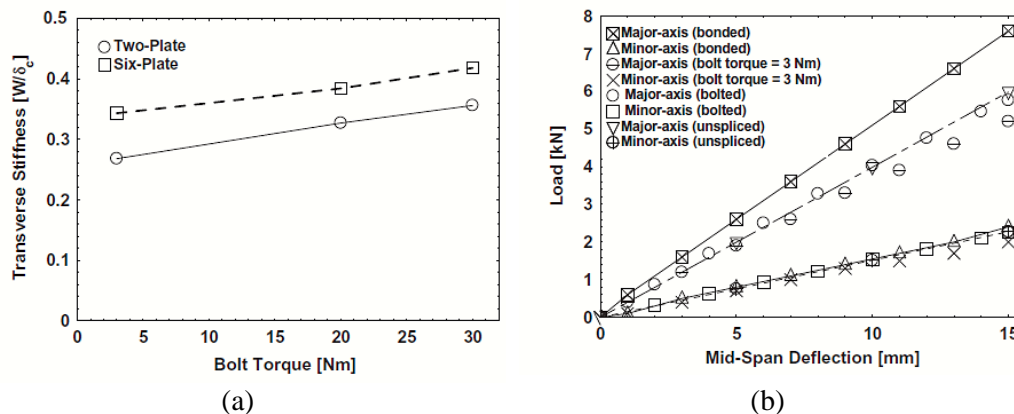 0.5
0.4
0.3
0.2
0.1
0
0 5 10 15 20 25 30
Transverse Stiffness [W/δc]
Bolt Torque [Nm]
Two-Plate
Six-Plate
(a)
8
7
6
5
4
3
2
1
0
0 5 10 15
Load [kN]
Mid-Span Deflection [mm]
Major-axis (bonded)
Minor-axis (bonded)
Major-axis (bolt torque = 3 Nm)
Minor-axis (bolt torque = 3 Nm)
Major-axis (bolted)
Minor-axis (bolted)
Major-axis (unspliced)
Minor-axis (unspliced)
(b)